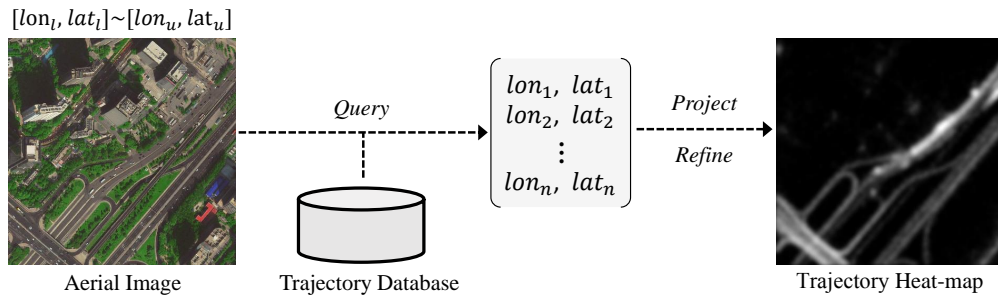 [lon_l, lat_l]~[lon_u, lat_u]
Query
lon_1, lat_1
lon_2, lat_2
⋮
lon_n, lat_n
Project
Refine
Aerial Image
Trajectory Database
Trajectory Heat-map